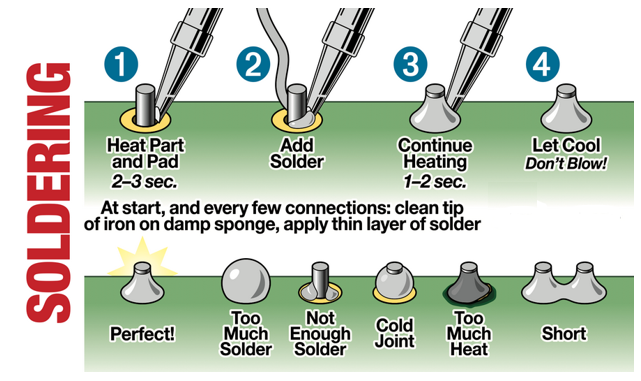 SOLDERING
1
Heat Part
and Pad
2–3 sec.
2
Add
Solder
3
Continue
Heating
1–2 sec.
4
Let Cool
Don't Blow!
At start, and every few connections: clean tip
of iron on damp sponge, apply thin layer of solder
Perfect!
Too
Much
Solder
Not
Enough
Solder
Cold
Joint
Too
Much
Heat
Short